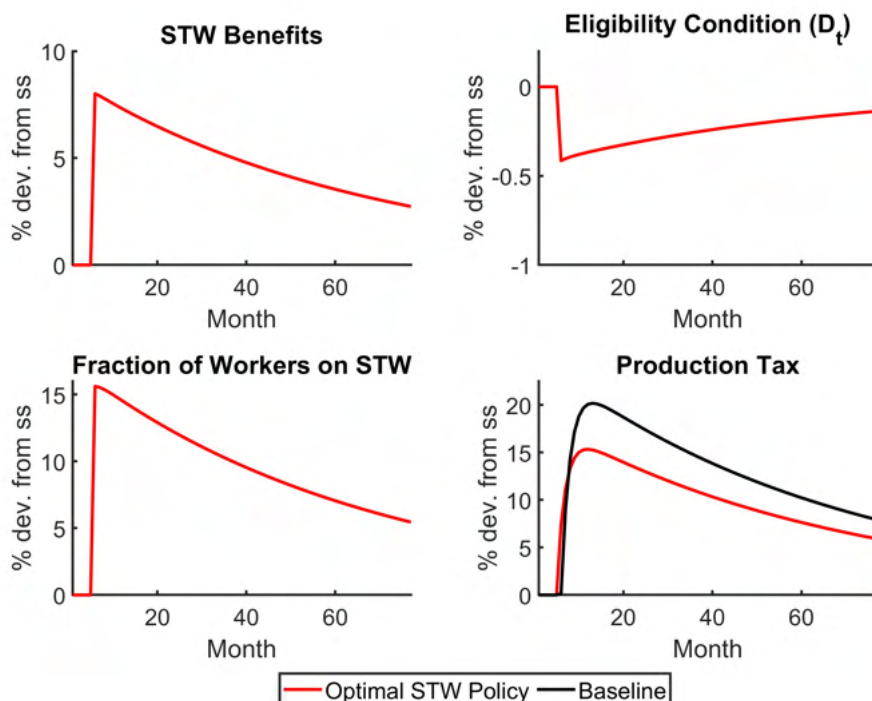 STW Benefits
% dev. from ss
10
5
0
20
40
60
Month
Eligibility Condition (D_t)
% dev. from ss
0
-0.5
-1
20
40
60
Month
Fraction of Workers on STW
% dev. from ss
15
10
5
0
20
40
60
Month
Production Tax
% dev. from ss
20
15
10
5
0
20
40
60
Month
Optimal STW Policy
Baseline